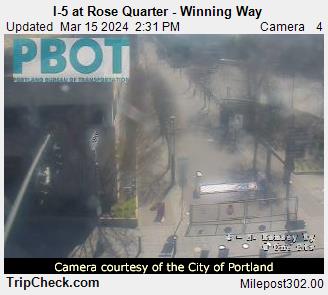 I-5 at Rose Quarter - Winning Way
Updated Mar 15 2024 2:31 PM Camera 4
PBOT
PORTLAND BUREAU OF TRANSPORTATION
Camera courtesy of the City of Portland
TripCheck.com Milepost302.00